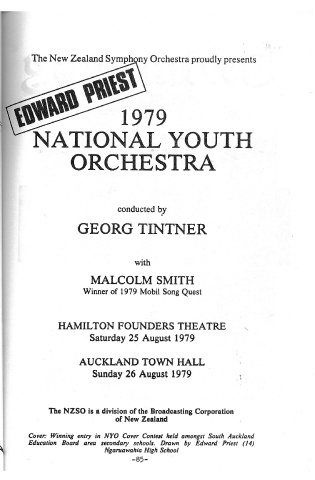 The New Zealand Symphony Orchestra proudly presents
EDWARD PRIEST
1979
NATIONAL YOUTH
ORCHESTRA
conducted by
GEORG TINTNER
with
MALCOLM SMITH
Winner of 1979 Mobil Song Quest
HAMILTON FOUNDERS THEATRE
Saturday 25 August 1979
AUCKLAND TOWN HALL
Sunday 26 August 1979
The NZSO is a division of the Broadcasting Corporation
of New Zealand
Cover: Winning entry in NYO Cover Contest held amongst South Auckland
Education Board area secondary schools. Drawn by Edward Priest (14)
Ngaruawahia High School
-85-